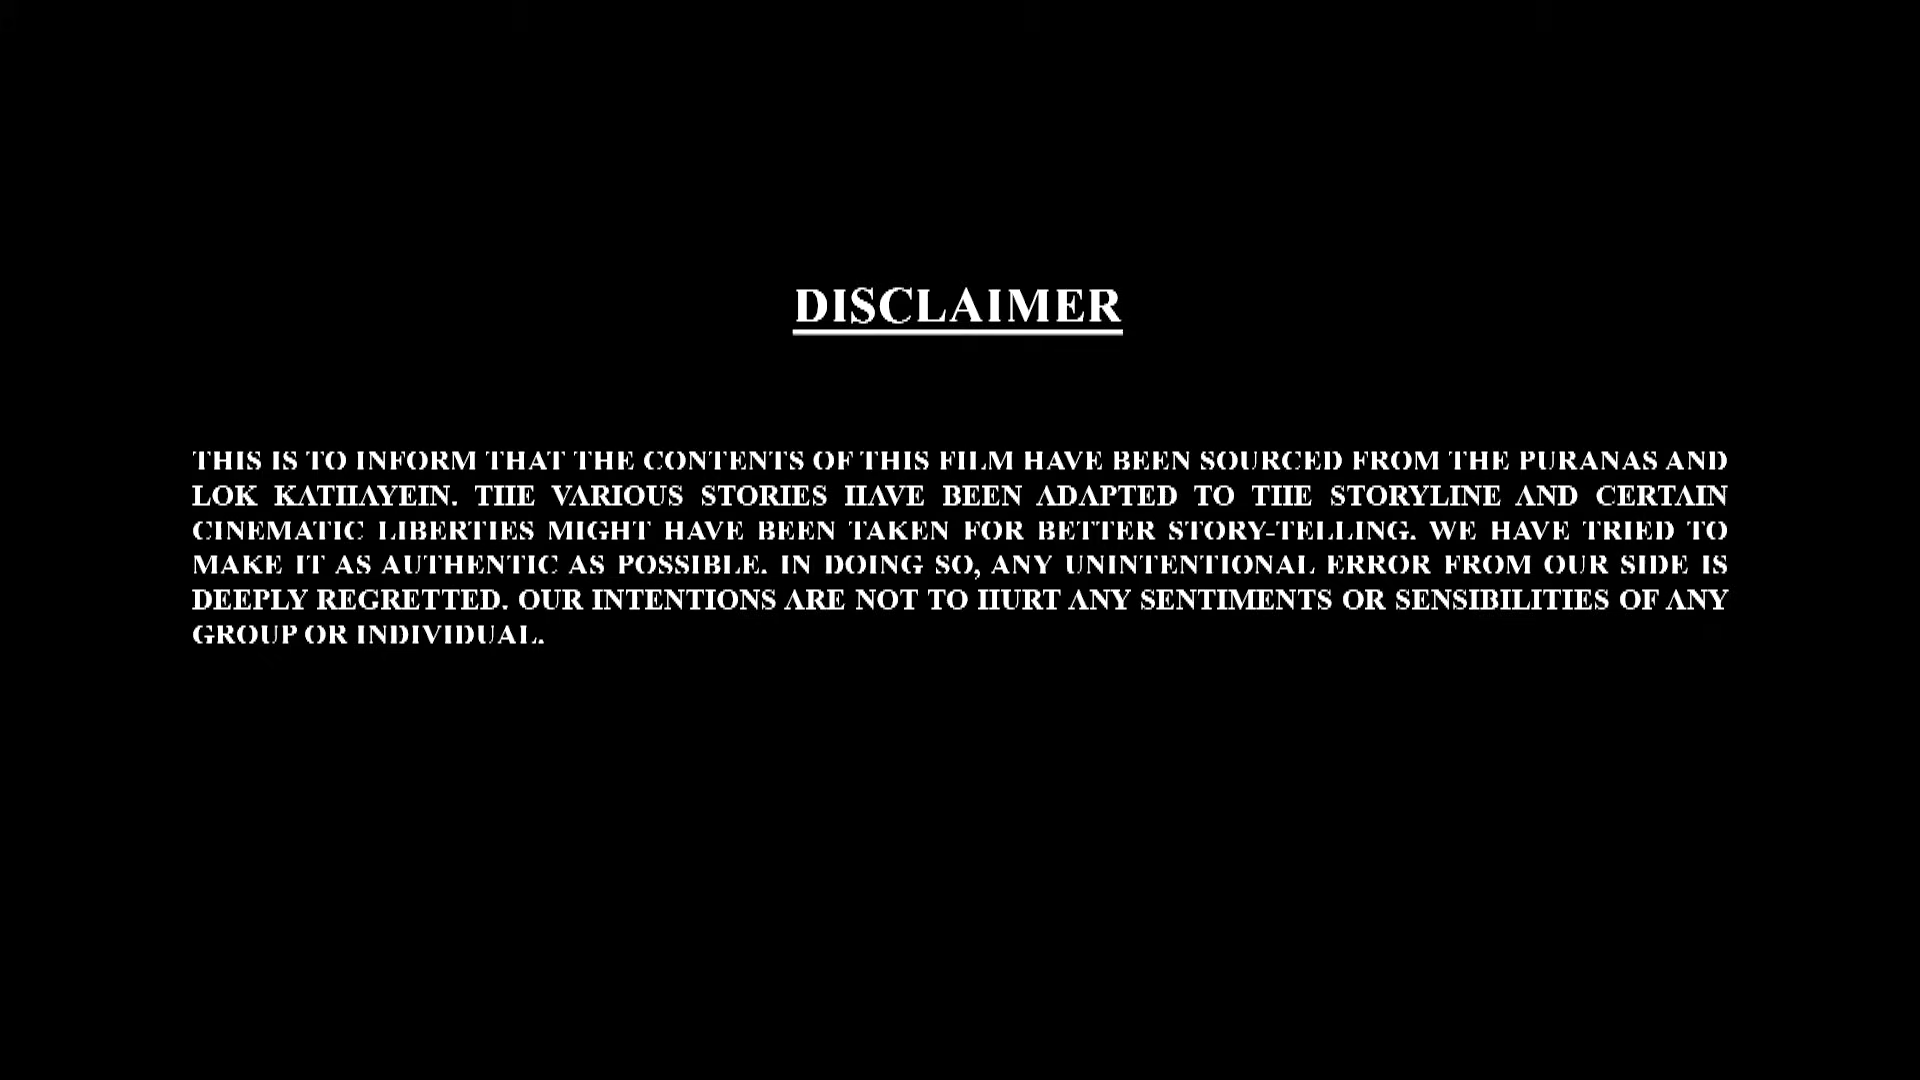 DISCLAIMER
THIS IS TO INFORM THAT THE CONTENTS OF THIS FILM HAVE BEEN SOURCED FROM THE PURANAS AND
LOK KATHAYEIN. THE VARIOUS STORIES HAVE BEEN ADAPTED TO THE STORYLINE AND CERTAIN
CINEMATIC LIBERTIES MIGHT HAVE BEEN TAKEN FOR BETTER STORY-TELLING. WE HAVE TRIED TO
MAKE IT AS AUTHENTIC AS POSSIBLE. IN DOING SO, ANY UNINTENTIONAL ERROR FROM OUR SIDE IS
DEEPLY REGRETTED. OUR INTENTIONS ARE NOT TO HURT ANY SENTIMENTS OR SENSIBILITIES OF ANY
GROUP OR INDIVIDUAL.